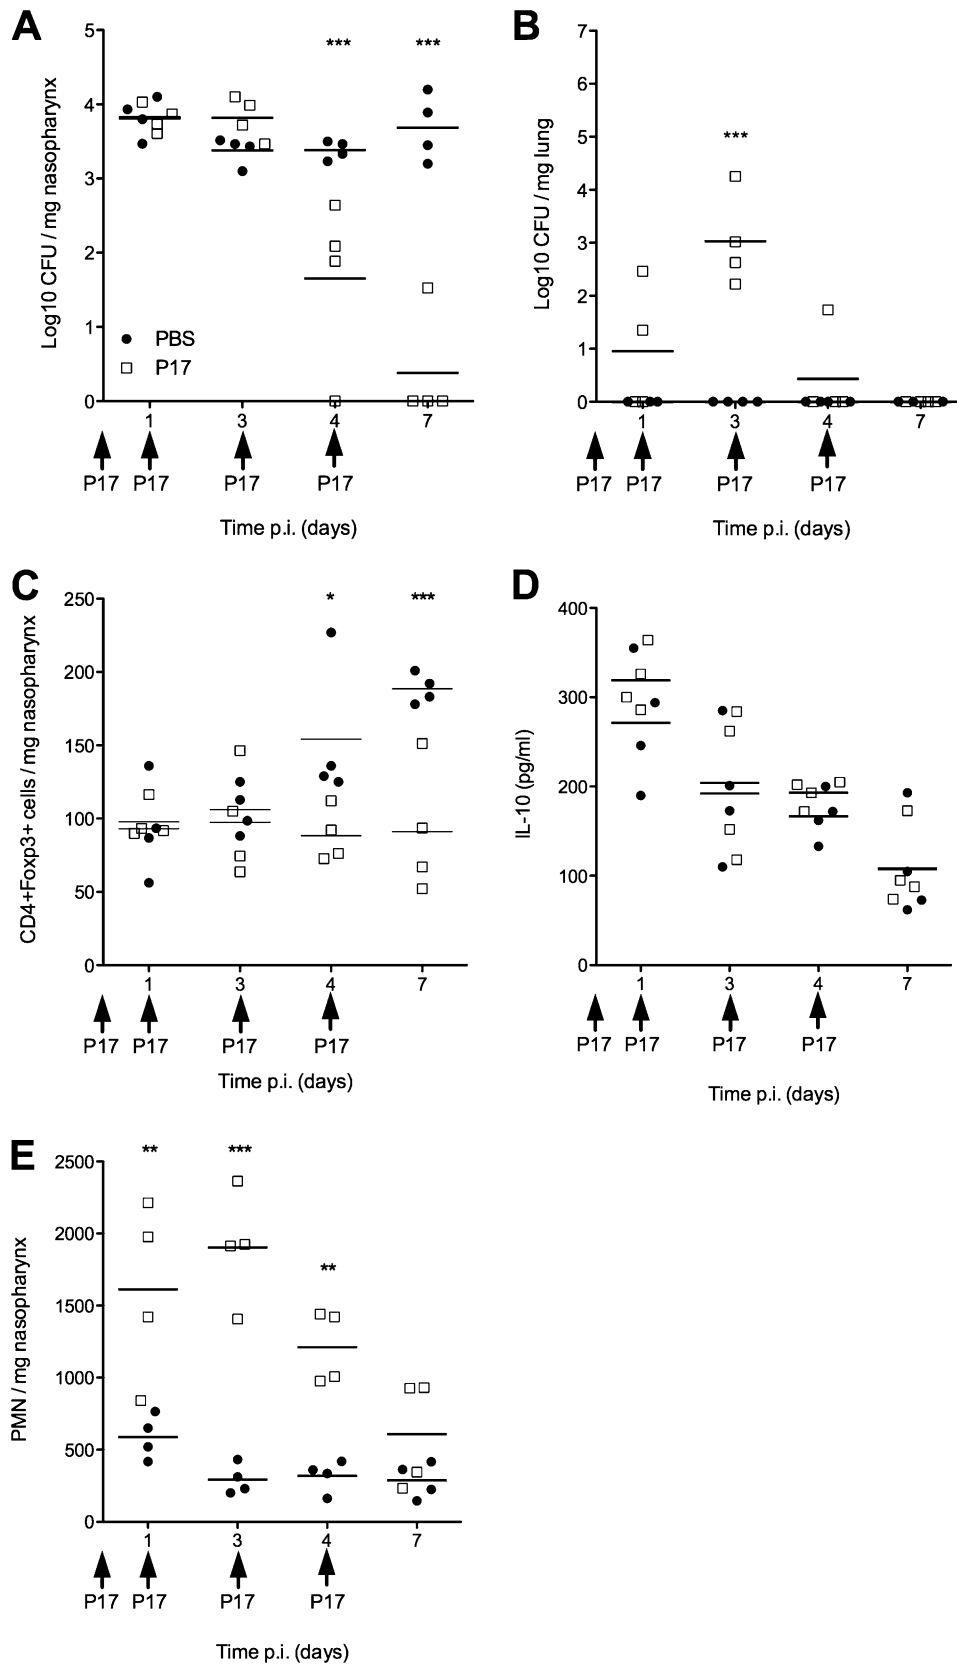 A
Log10 CFU / mg nasopharynx
5
4
3
2
1
0
*** ***
PBS
P17
1 3 4 7
P17 P17 P17 P17
Time p.i. (days)
B
Log10 CFU / mg lung
7
6
5
4
3
2
1
0
***
1 3 4 7
P17 P17 P17 P17
Time p.i. (days)
C
CD4+Foxp3+ cells / mg nasopharynx
250
200
150
100
50
0
* ***
1 3 4 7
P17 P17 P17 P17
Time p.i. (days)
D
IL-10 (pg/ml)
400
300
200
100
0
1 3 4 7
P17 P17 P17 P17
Time p.i. (days)
E
PMN / mg nasopharynx
2500
2000
1500
1000
500
0
** ***
**
1 3 4 7
P17 P17 P17 P17
Time p.i. (days)